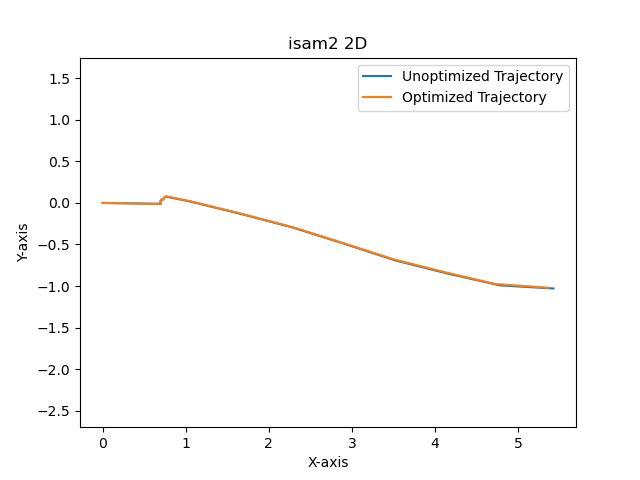 isam2 2D
Unoptimized Trajectory
Optimized Trajectory
1.5
1.0
0.5
0.0
−0.5
−1.0
−1.5
−2.0
−2.5
Y-axis
0 1 2 3 4 5
X-axis